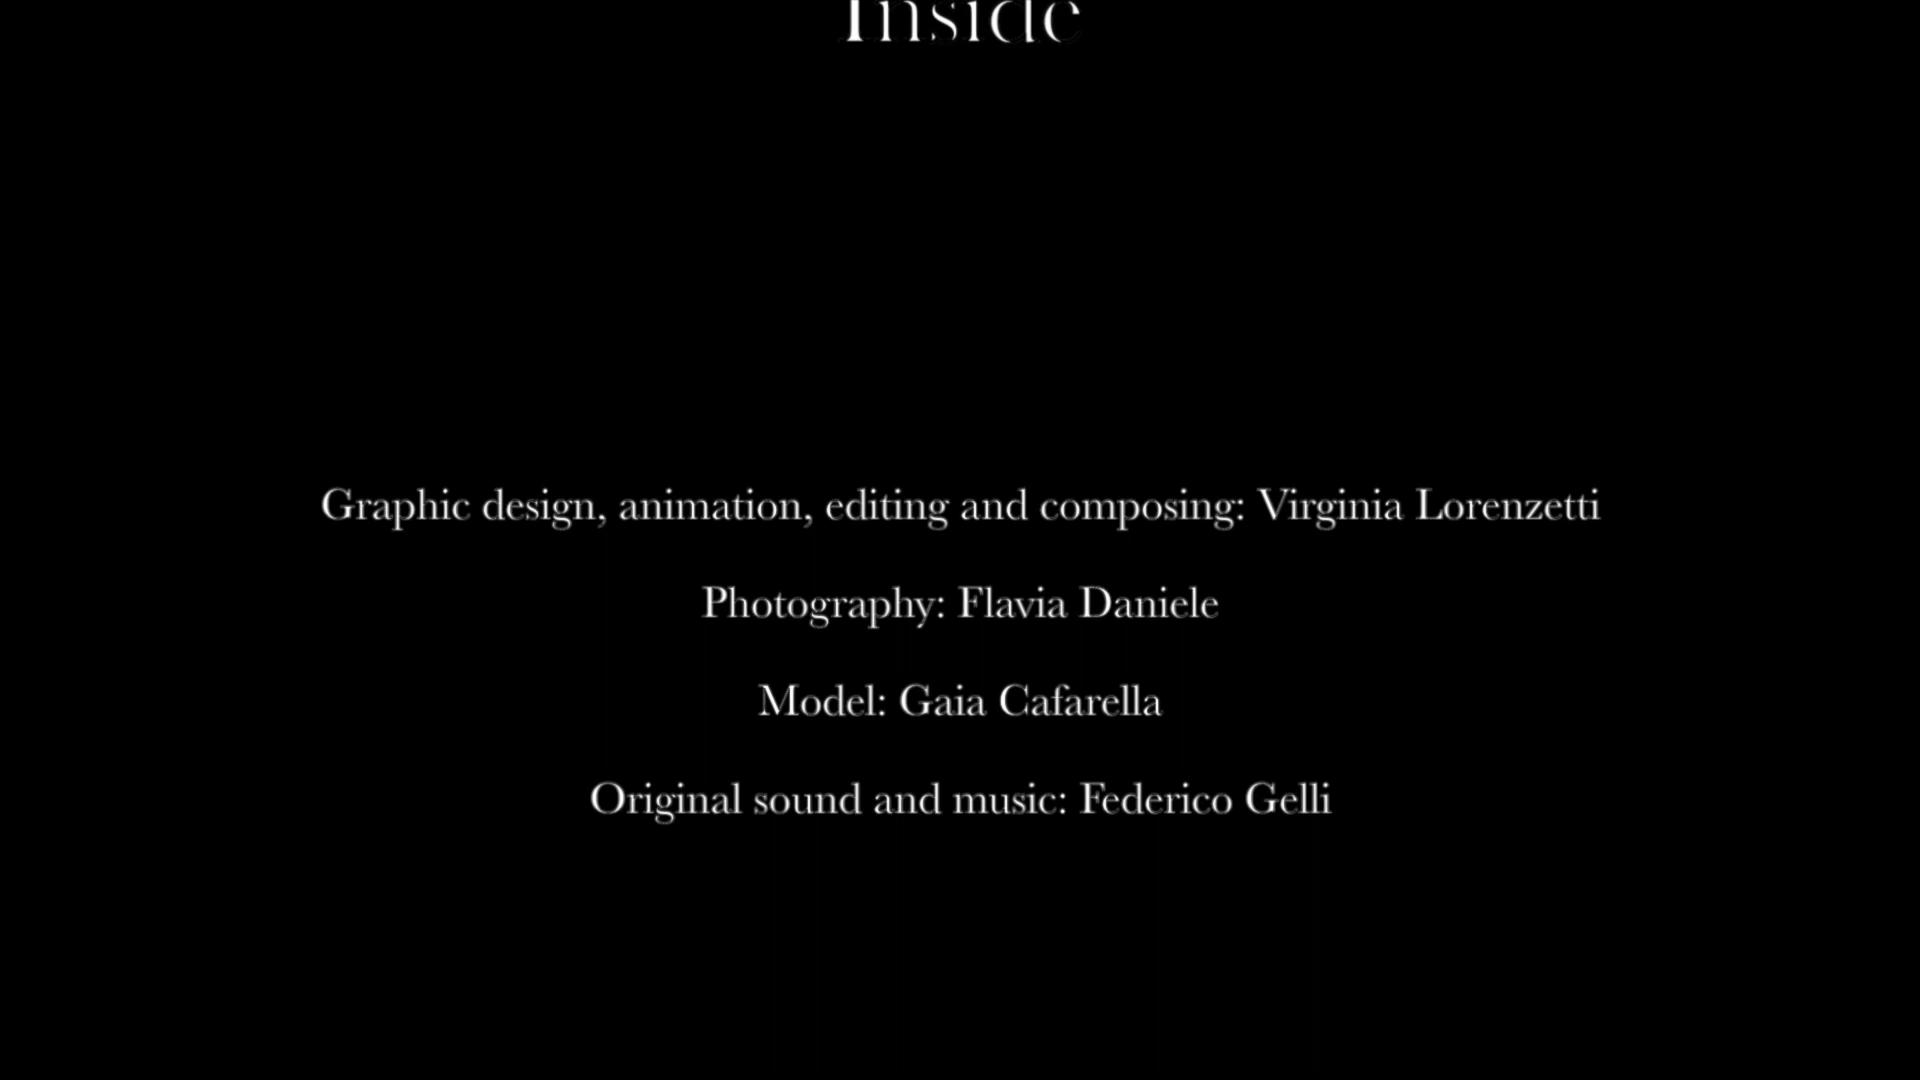 Inside
Graphic design, animation, editing and composing: Virginia Lorenzetti
Photography: Flavia Daniele
Model: Gaia Cafarella
Original sound and music: Federico Gelli